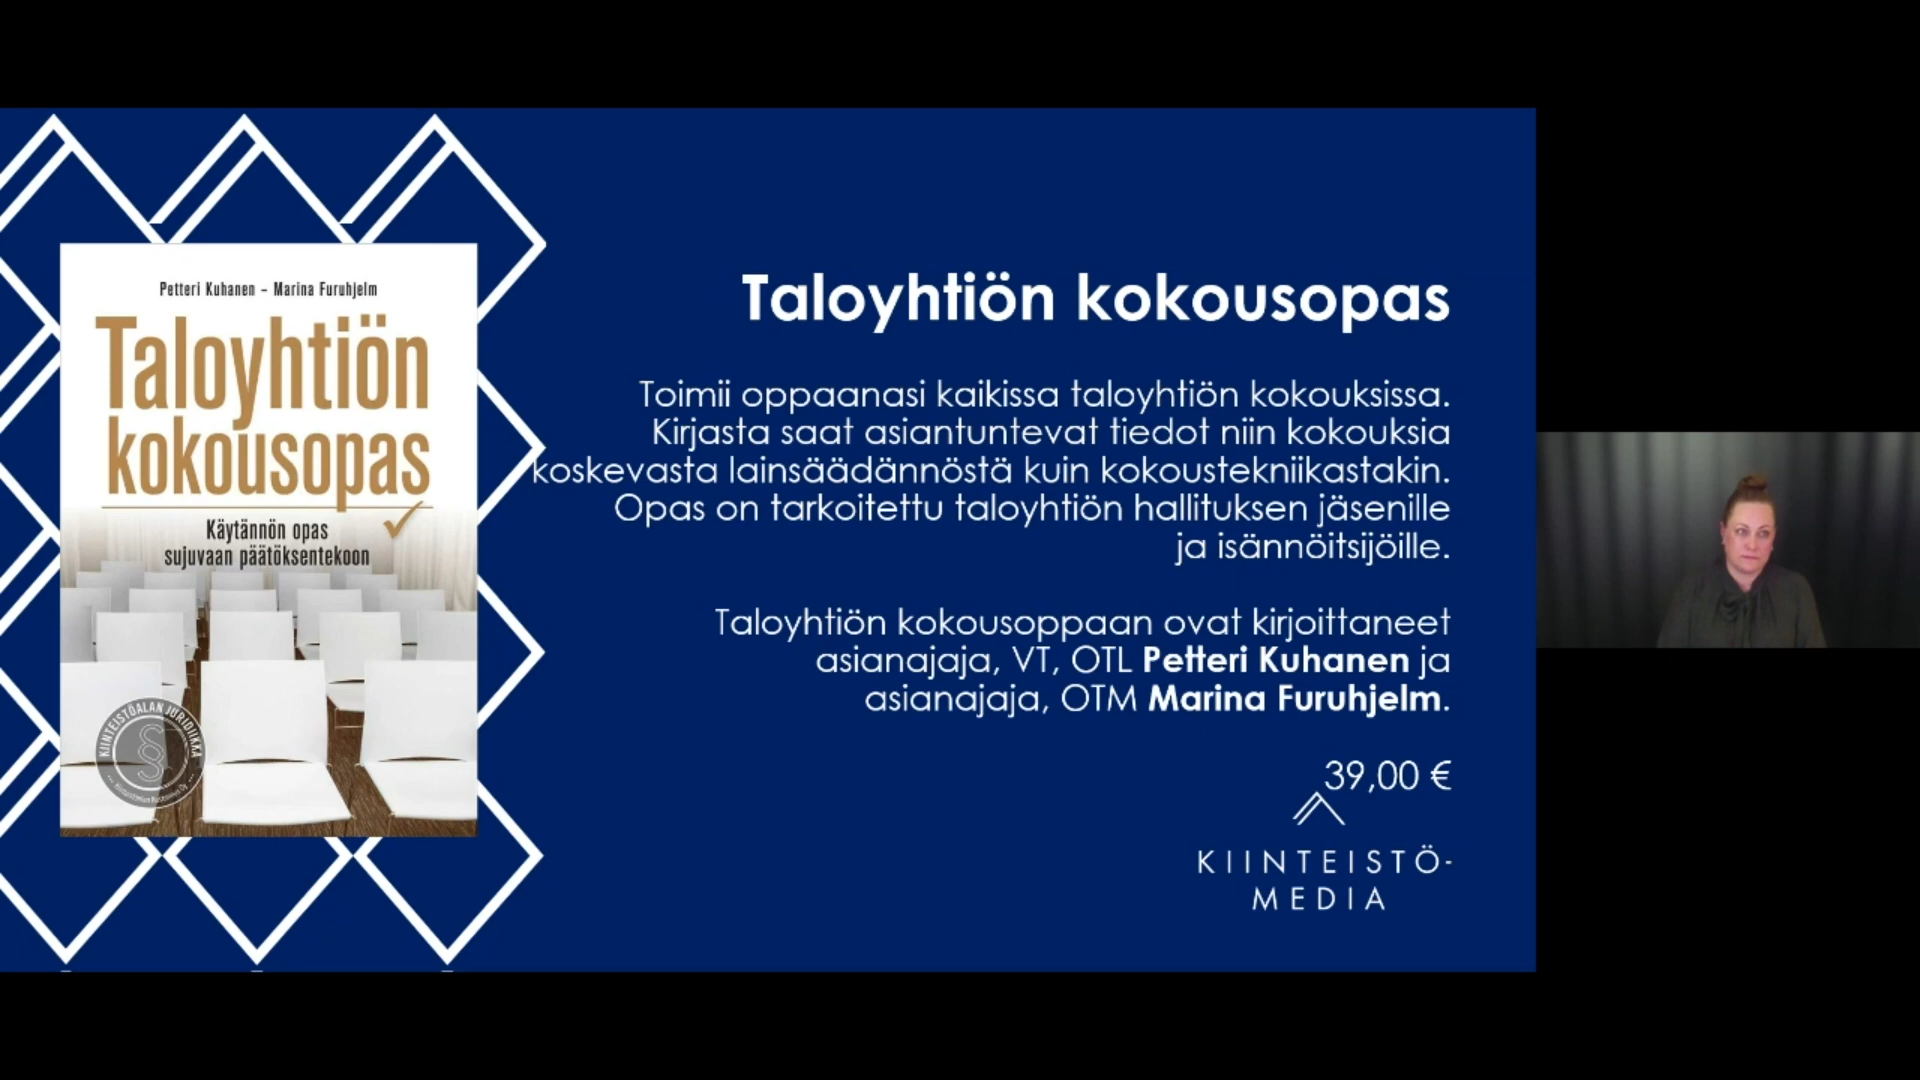 Petteri Kuhanen – Marina Furuhjelm
Taloyhtiön
kokousopas
Käytännön opas
sujuvaan päätöksentekoon
KIINTEISTÖALAN JURIDIIKKA
Taloyhtiön kokousopas
Toimii oppaanasi kaikissa taloyhtiön kokouksissa.
Kirjasta saat asiantuntevat tiedot niin kokouksia
koskevasta lainsäädännöstä kuin kokoustekniikastakin.
Opas on tarkoitettu taloyhtiön hallituksen jäsenille
ja isännöitsijöille.
Taloyhtiön kokousoppaan ovat kirjoittaneet
asianajaja, VT, OTL Petteri Kuhanen ja
asianajaja, OTM Marina Furuhjelm.
39,00 €
KIINTEISTÖ-
MEDIA